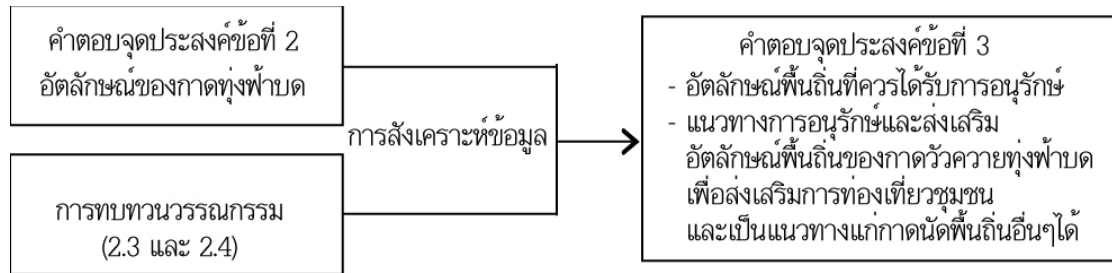 คำตอบจุดประสงค์ข้อที่ 2
อัตลักษณ์ของกาดทุ่งฟ้าบด
การทบทวนวรรณกรรม
(2.3 และ 2.4)
การสังเคราะห์ข้อมูล
คำตอบจุดประสงค์ข้อที่ 3
- อัตลักษณ์พื้นถิ่นที่ควรได้รับการอนุรักษ์
- แนวทางการอนุรักษ์และส่งเสริม
อัตลักษณ์พื้นถิ่นของกาดวัวควายทุ่งฟ้าบด
เพื่อส่งเสริมการท่องเที่ยวชุมชน
และเป็นแนวทางแก่กาดนัดพื้นถิ่นอื่นๆได้